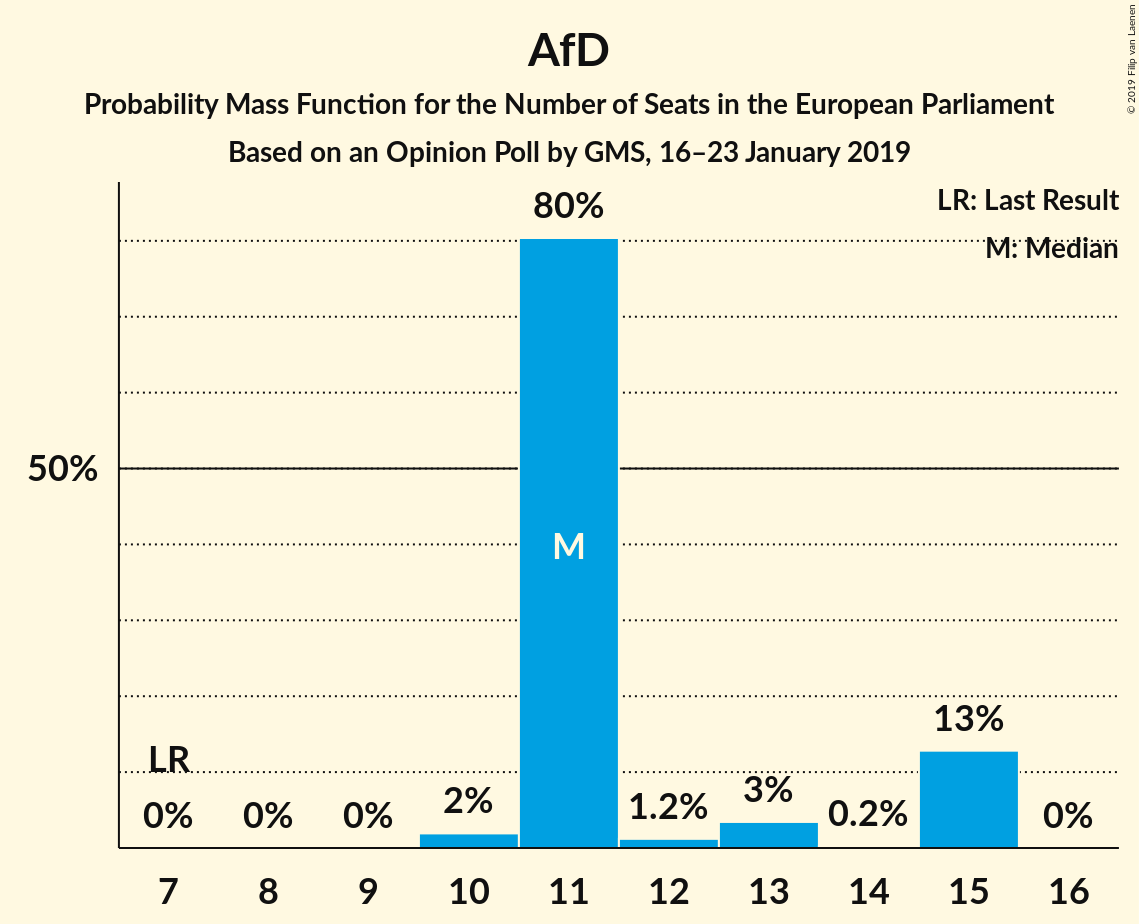 AfD
Probability Mass Function for the Number of Seats in the European Parliament
Based on an Opinion Poll by GMS, 16–23 January 2019
© 2019 Filip van Laenen
LR: Last Result
M: Median
80%
50%
M
LR
0%
0%
0%
2%
1.2%
3%
0.2%
13%
0%
7
8
9
10
11
12
13
14
15
16